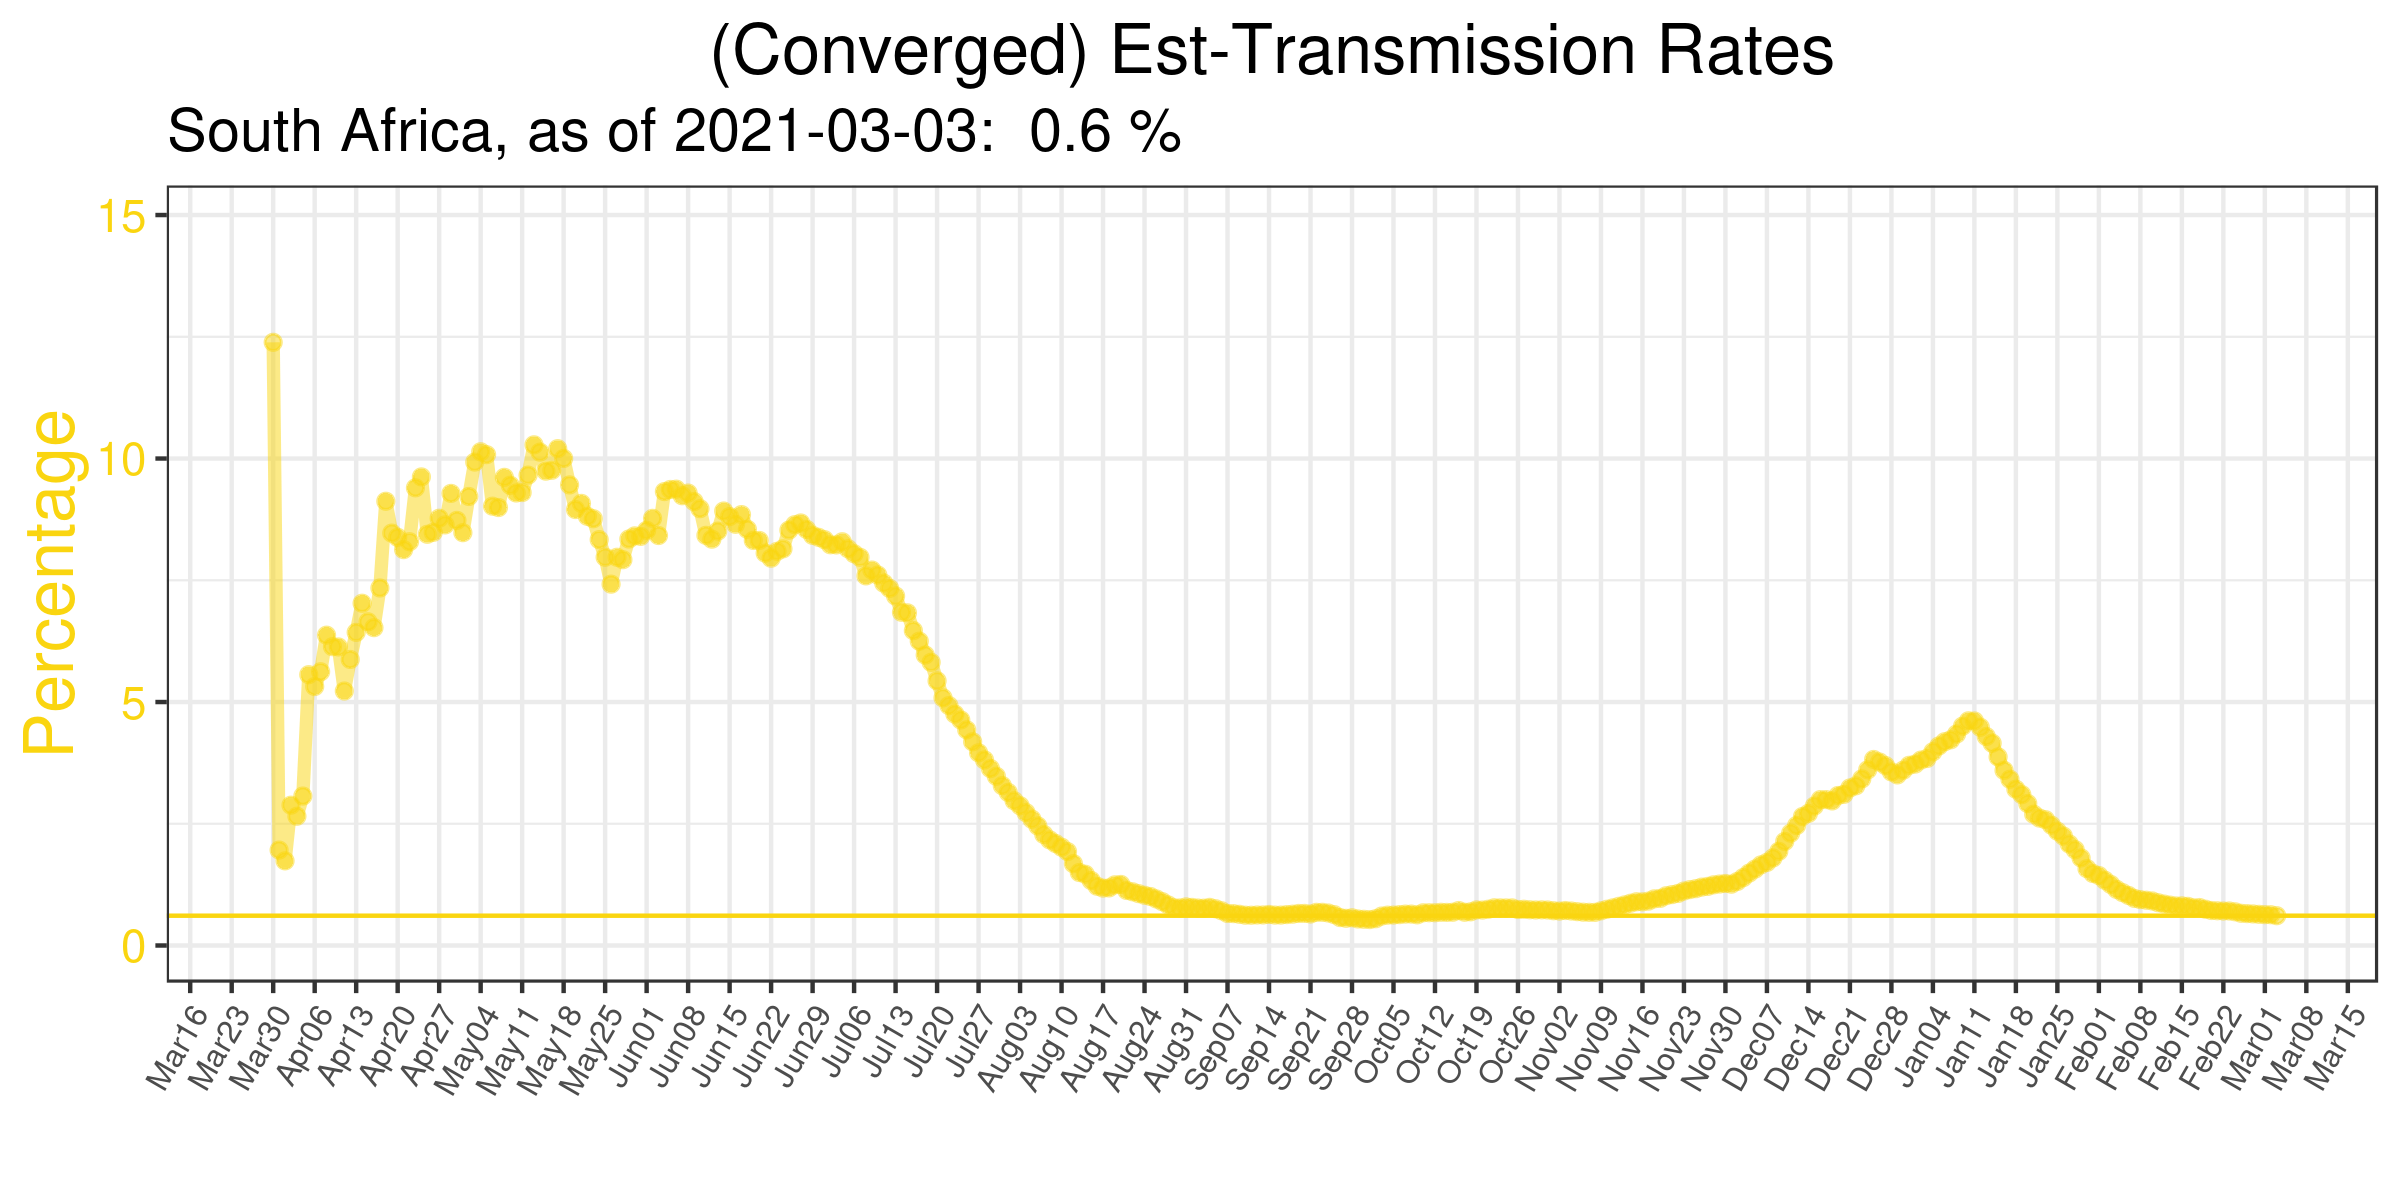 (Converged) Est-Transmission Rates
South Africa, as of 2021-03-03:  0.6 %
Percentage
15
10
5
0
Mar16
Mar23
Mar30
Apr06
Apr13
Apr20
Apr27
May04
May11
May18
May25
Jun01
Jun08
Jun15
Jun22
Jun29
Jul06
Jul13
Jul20
Jul27
Aug03
Aug10
Aug17
Aug24
Aug31
Sep07
Sep14
Sep21
Sep28
Oct05
Oct12
Oct19
Oct26
Nov02
Nov09
Nov16
Nov23
Nov30
Dec07
Dec14
Dec21
Dec28
Jan04
Jan11
Jan18
Jan25
Feb01
Feb08
Feb15
Feb22
Mar01
Mar08
Mar15